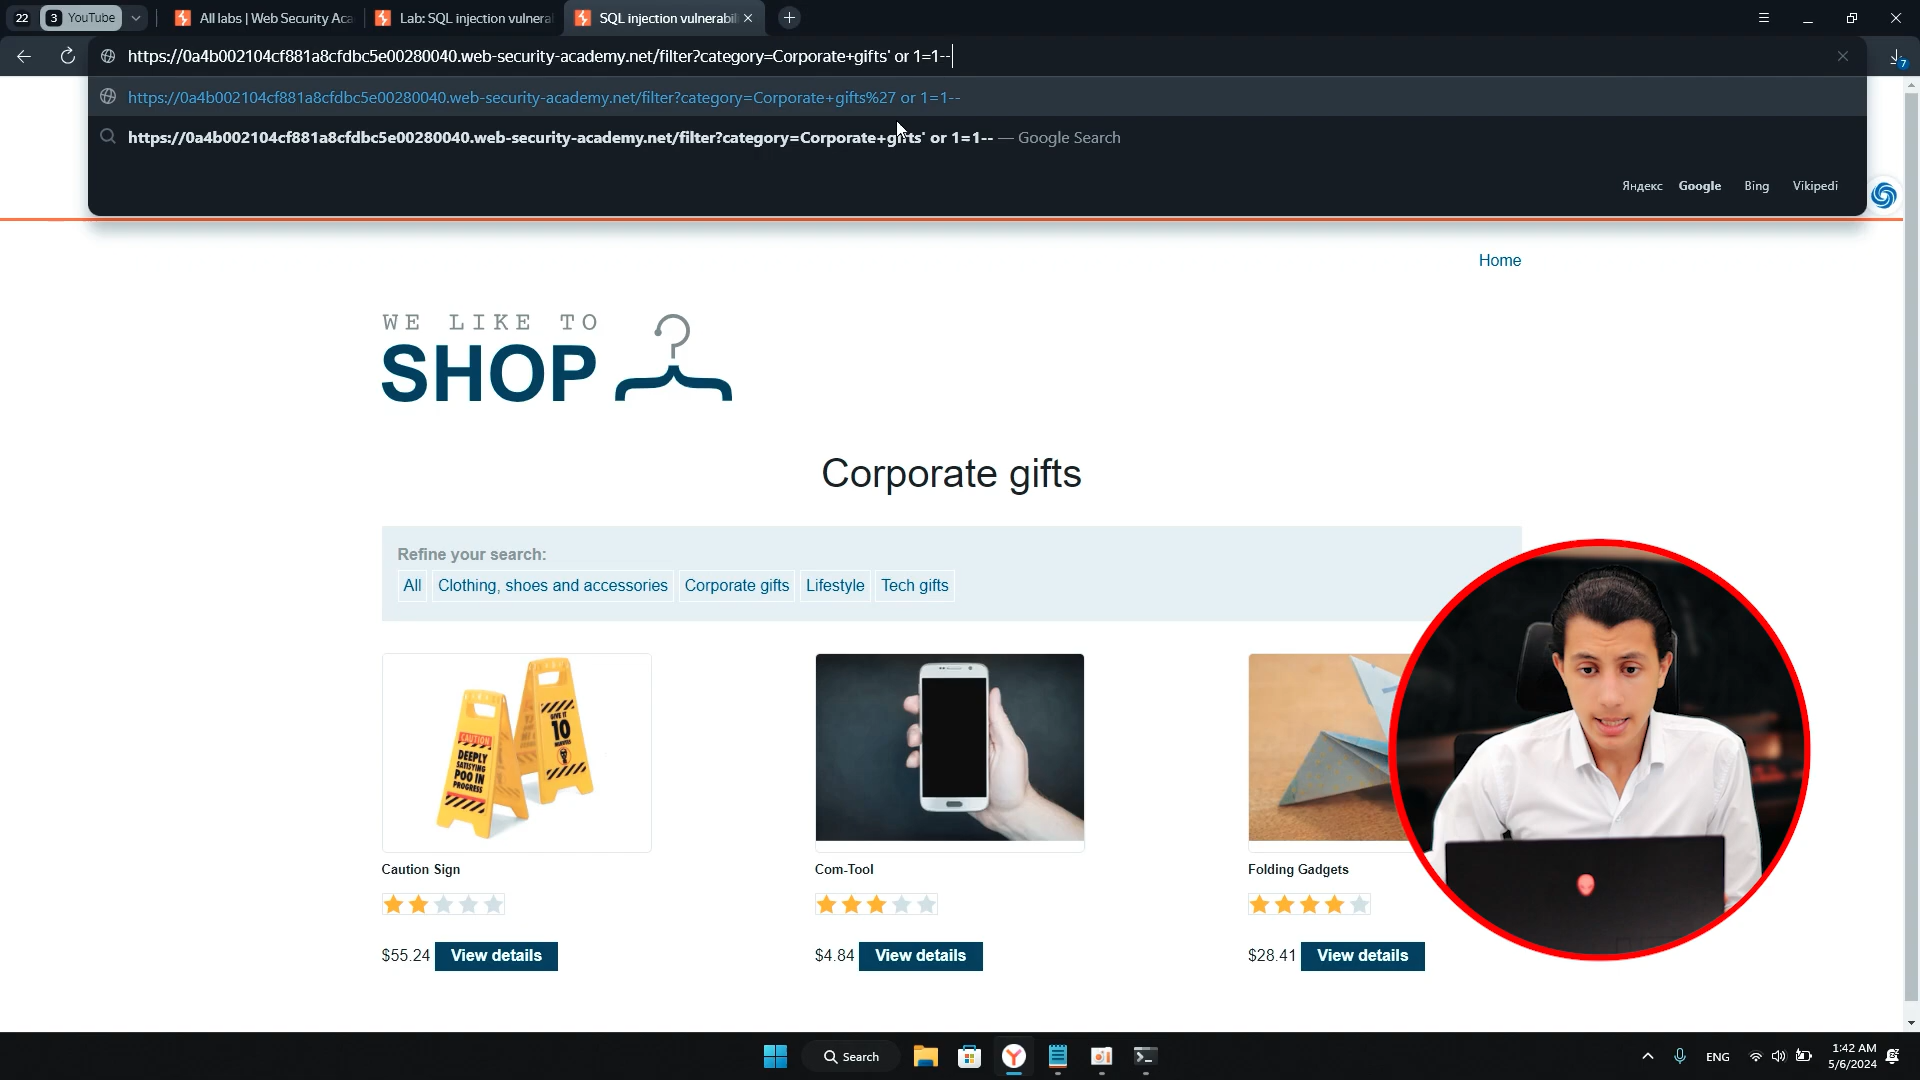 22 3 YouTube All labs | Web Security Aca Lab: SQL injection vulnera SQL injection vulnerabil
https://0a4b002104cf881a8cfdbc5e00280040.web-security-academy.net/filter?category=Corporate+gifts' or 1=1--
7
https://0a4b002104cf881a8cfdbc5e00280040.web-security-academy.net/filter?category=Corporate+gifts%27 or 1=1--
https://0a4b002104cf881a8cfdbc5e00280040.web-security-academy.net/filter?category=Corporate+gifts' or 1=1-- — Google Search
Яндекс Google Bing Vikipedi
Home
WE LIKE TO
SHOP
Corporate gifts
Refine your search:
All Clothing, shoes and accessories Corporate gifts Lifestyle Tech gifts
CAUTION
DEEPLY
SATISFYING
POO IN
PROGRESS
GIVE IT
10
MINUTES
Caution Sign
Com-Tool
Folding Gadgets
$55.24 View details
$4.84 View details
$28.41 View details
Search
ENG
1:42 AM
5/6/2024